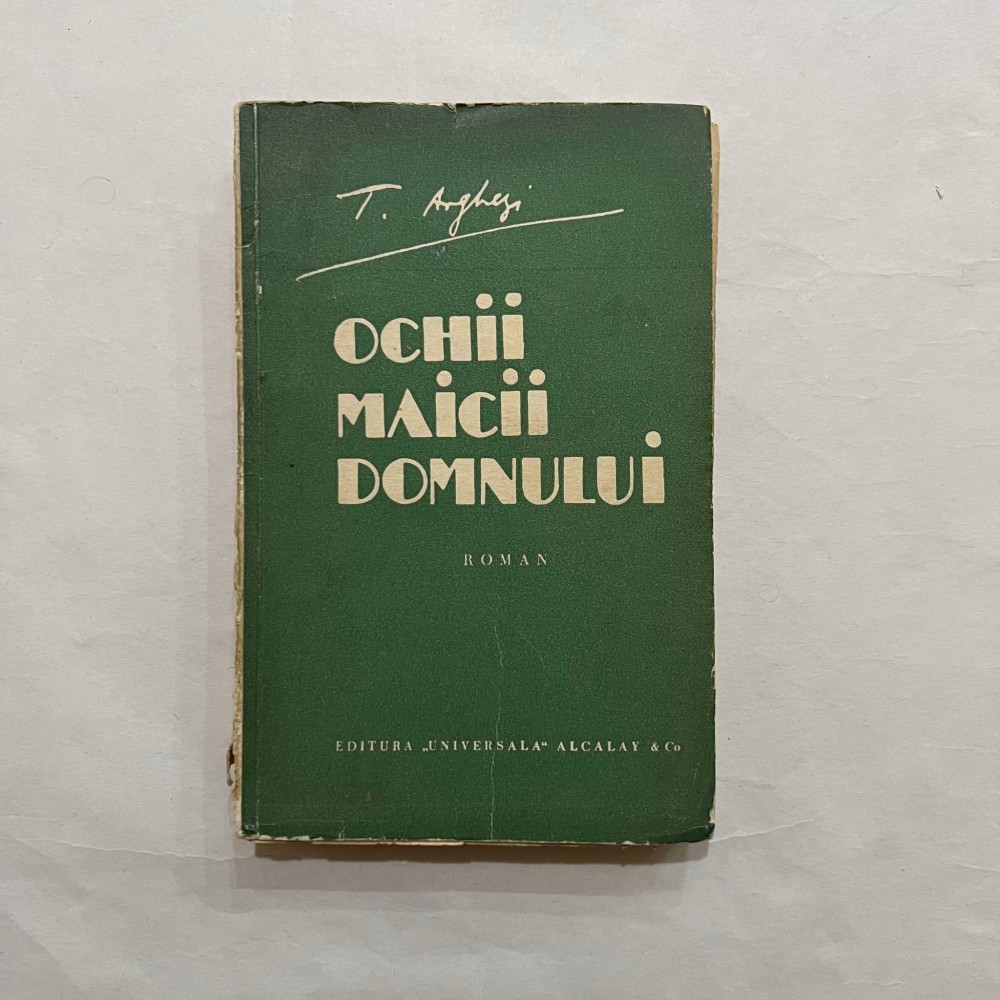 T. Arghezi
OCHii
MAiCii
DOMNULUi
ROMAN
EDITURA „UNIVERSALA“ ALCALAY & Co